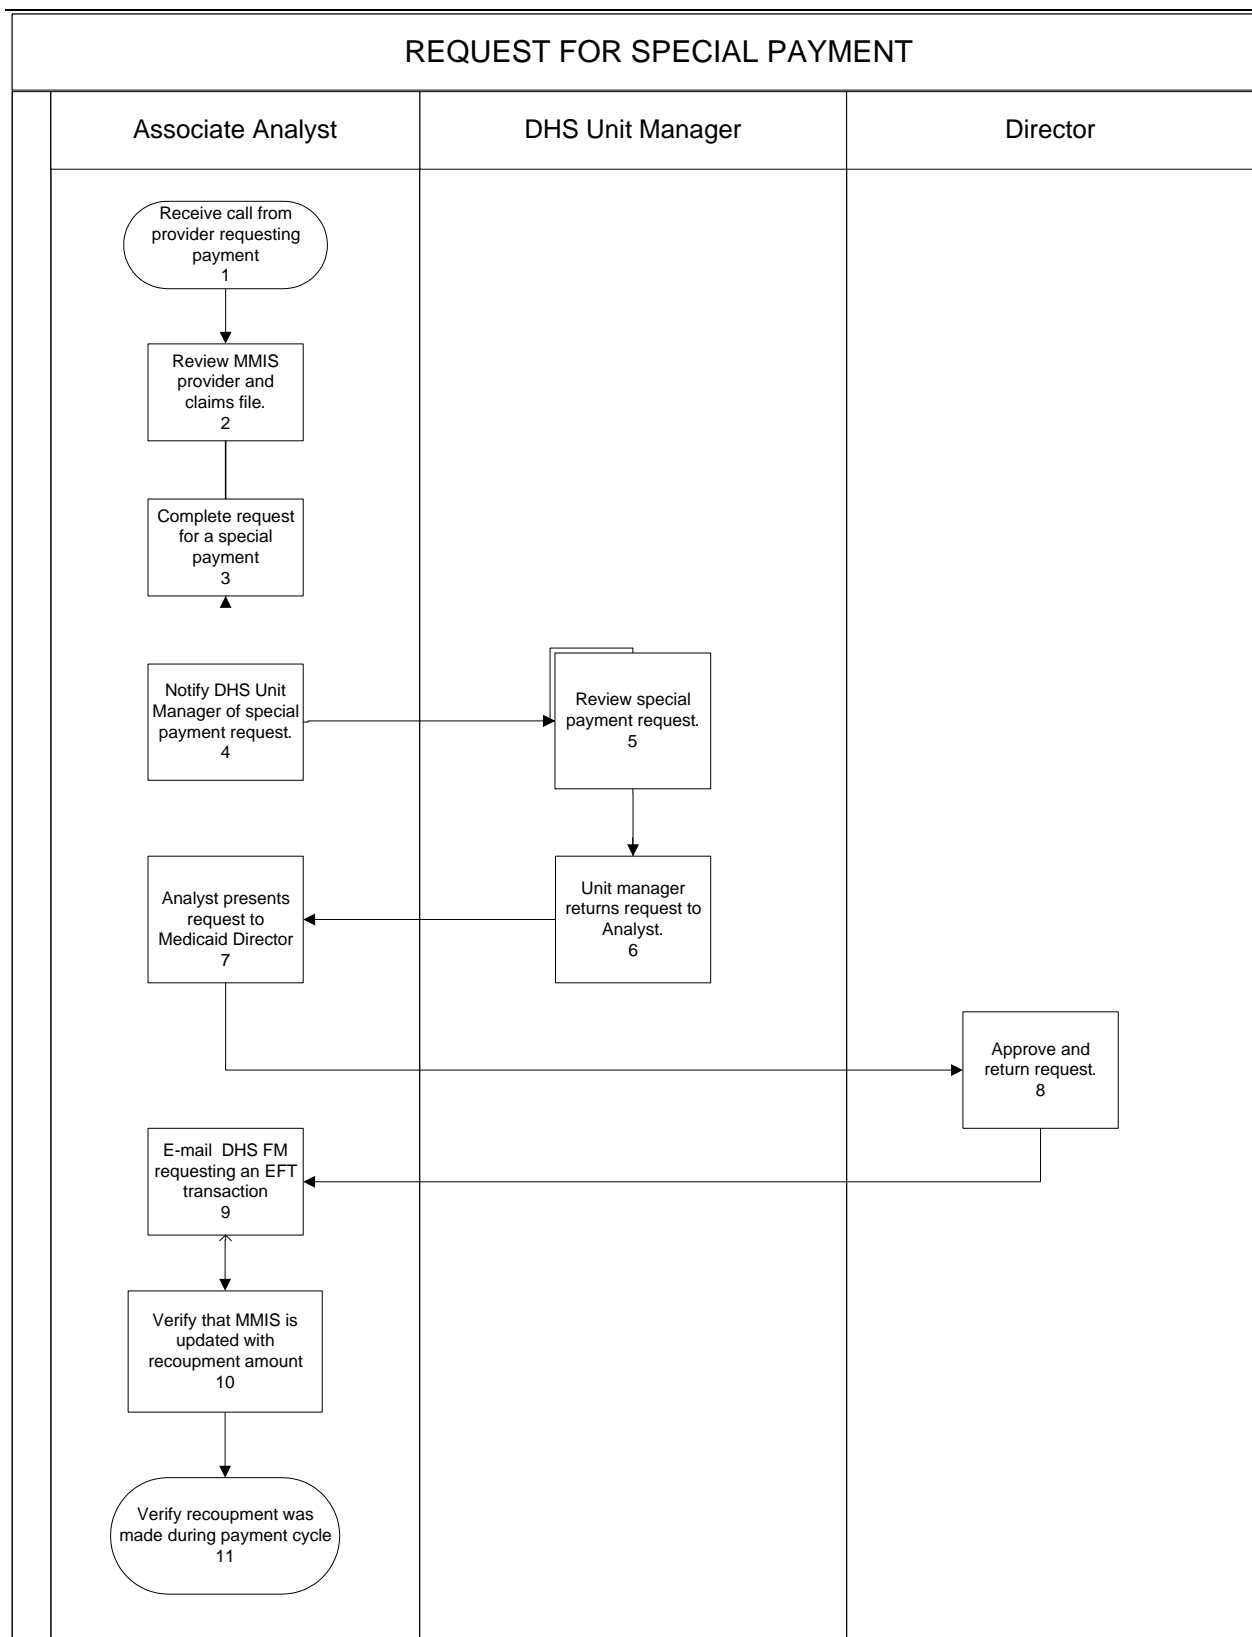 REQUEST FOR SPECIAL PAYMENT
Associate Analyst
DHS Unit Manager
Director
Receive call from
provider requesting
payment
1
Review MMIS
provider and
claims file.
2
Complete request
for a special
payment
3
Notify DHS Unit
Manager of special
payment request.
4
Review special
payment request.
5
Unit manager
returns request to
Analyst.
6
Analyst presents
request to
Medicaid Director
7
Approve and
return request.
8
E-mail DHS FM
requesting an EFT
transaction
9
Verify that MMIS is
updated with
recoupment amount
10
Verify recoupment was
made during payment cycle
11